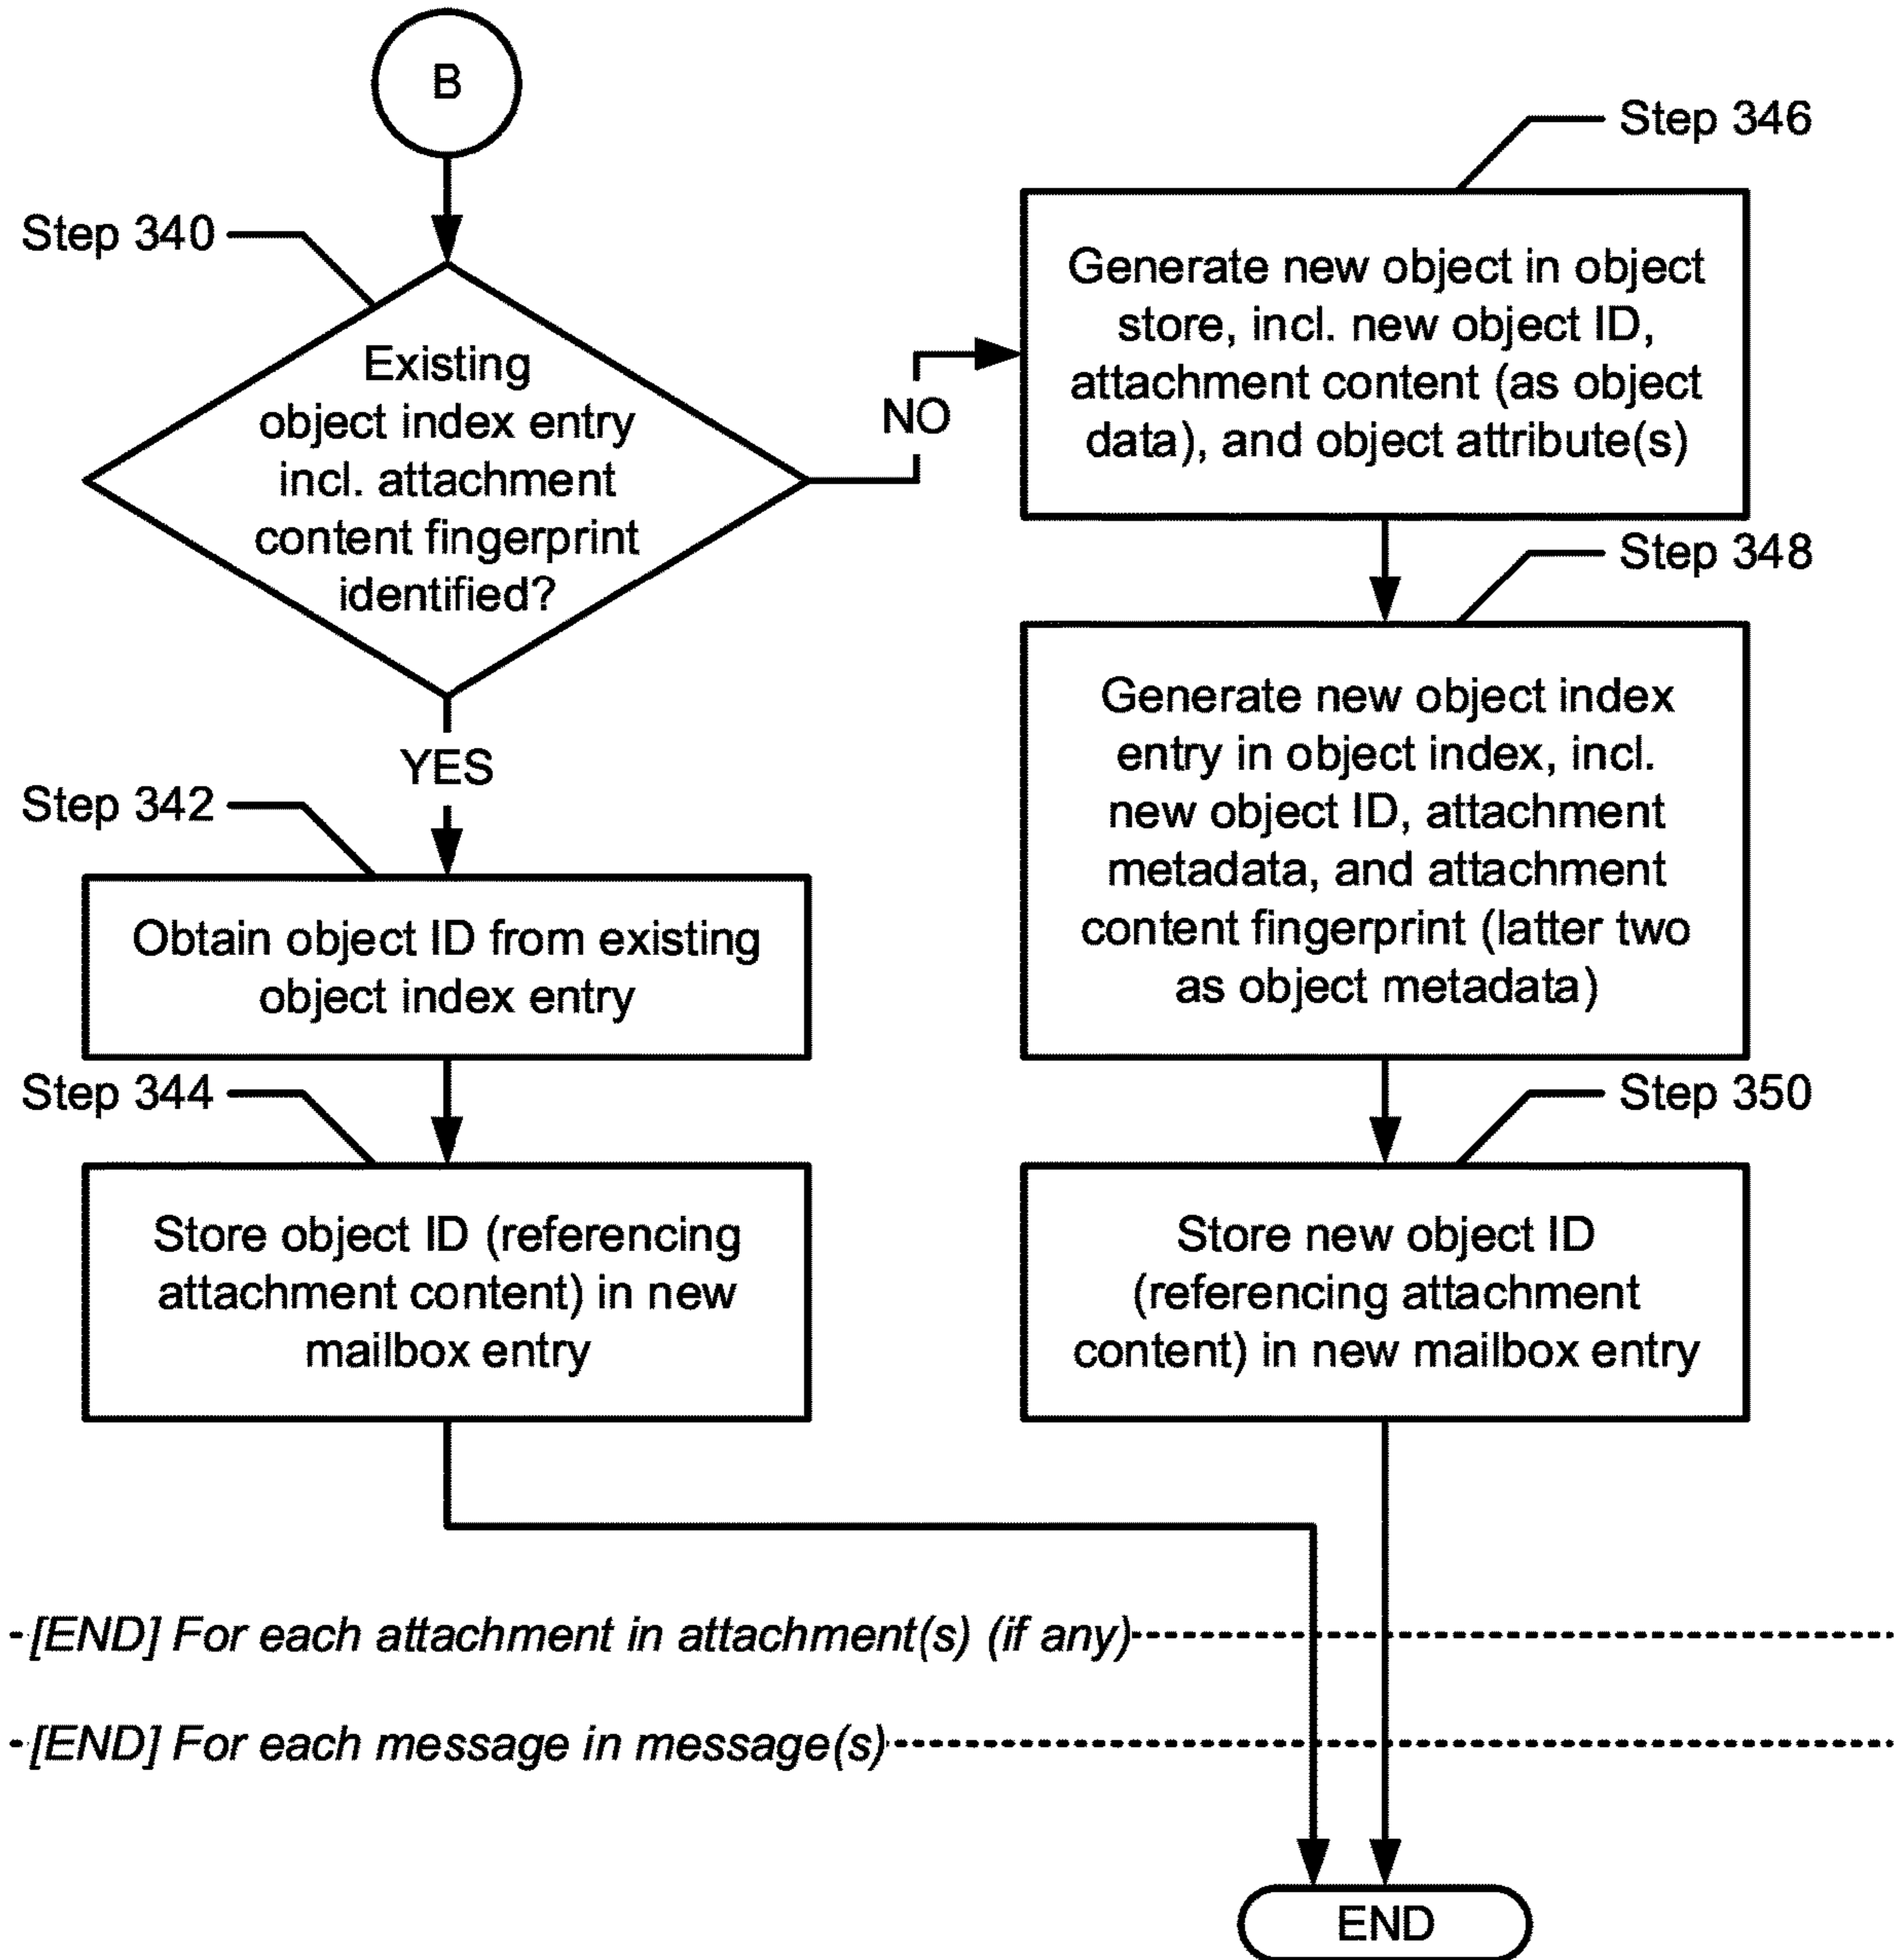 B
Step 340
Existing
object index entry
incl. attachment
content fingerprint
identified?
NO
YES
Step 342
Obtain object ID from existing
object index entry
Step 344
Store object ID (referencing
attachment content) in new
mailbox entry
Step 346
Generate new object in object
store, incl. new object ID,
attachment content (as object
data), and object attribute(s)
Step 348
Generate new object index
entry in object index, incl.
new object ID, attachment
metadata, and attachment
content fingerprint (latter two
as object metadata)
Step 350
Store new object ID
(referencing attachment
content) in new mailbox entry
[END] For each attachment in attachment(s) (if any)
[END] For each message in message(s)
END